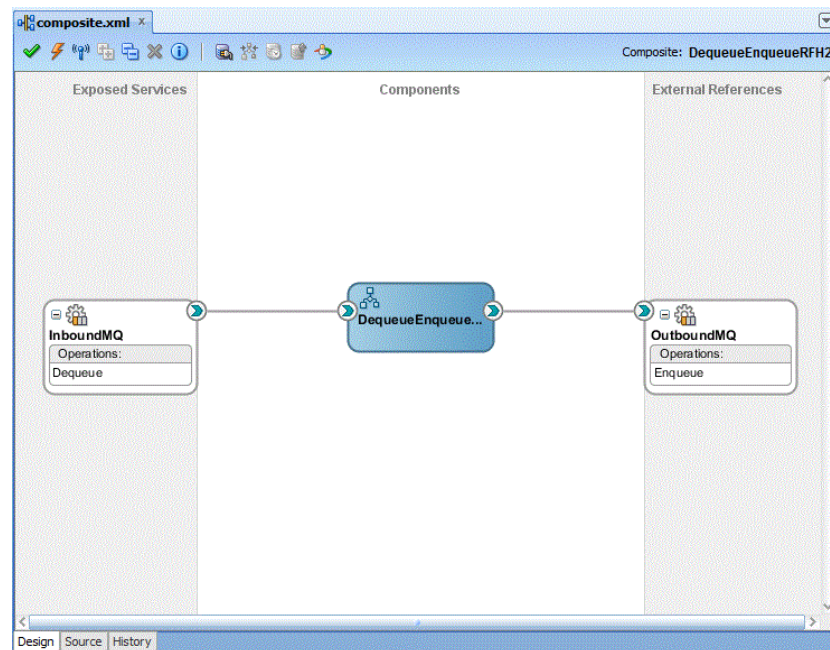 composite.xml
Composite: DequeueEnqueueRFH2
Exposed Services
Components
External References
InboundMQ
Operations:
Dequeue
DequeueEnqueue...
OutboundMQ
Operations:
Enqueue
Design Source History